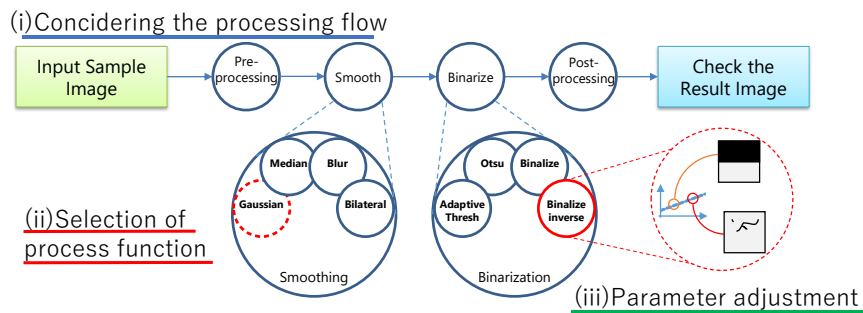 (i)Concidering the processing flow
Input Sample
Image
Pre-
processing
Smooth
Binarize
Post-
processing
Check the
Result Image
Median
Blur
Gaussian
Bilateral
Smoothing
Otsu
Binalize
Adaptive
Thresh
Binalize
inverse
Binarization
(ii)Selection of
process function
(iii)Parameter adjustment